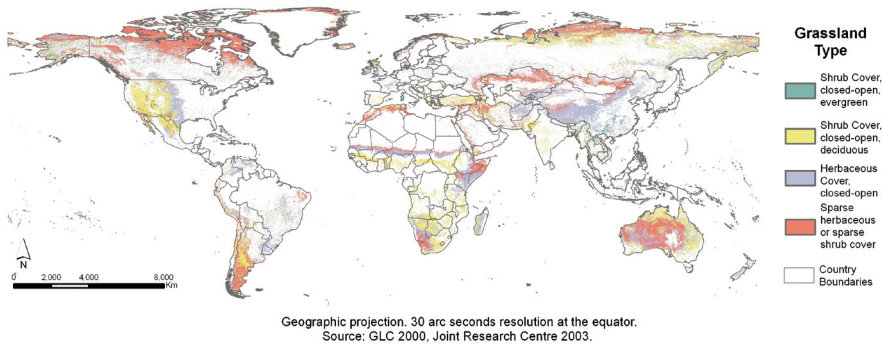 Grassland
Type
Shrub Cover,
closed-open,
evergreen
Shrub Cover,
closed-open,
deciduous
Herbaceous
Cover,
closed-open
Sparse
herbaceous
or sparse
shrub cover
Country
Boundaries
N
0 2.000 4.000 8.000
Km
Geographic projection. 30 arc seconds resolution at the equator.
Source: GLC 2000, Joint Research Centre 2003.